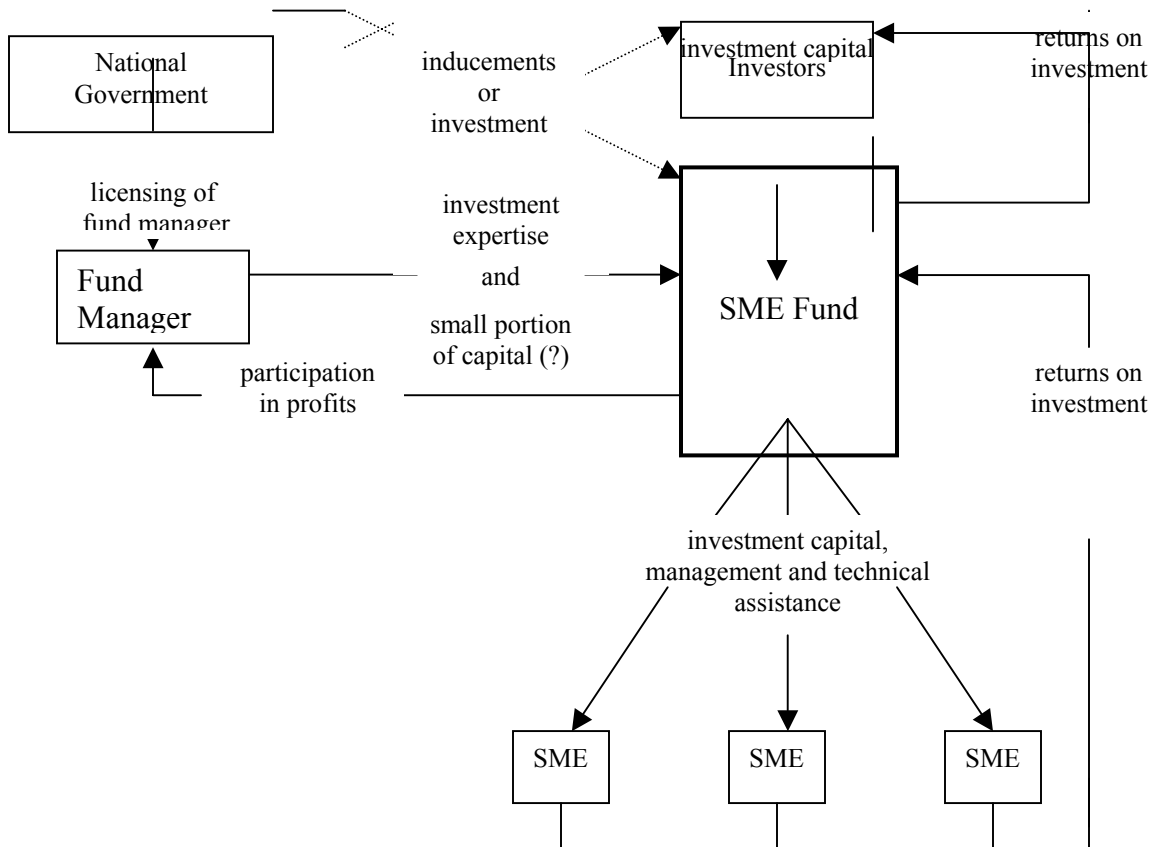 National
Government
inducements
or
investment
investment capital
Investors
returns on
investment
licensing of
fund manager
investment
expertise
and
small portion
of capital (?)
Fund
Manager
SME Fund
participation
in profits
returns on
investment
investment capital,
management and technical
assistance
SME
SME
SME